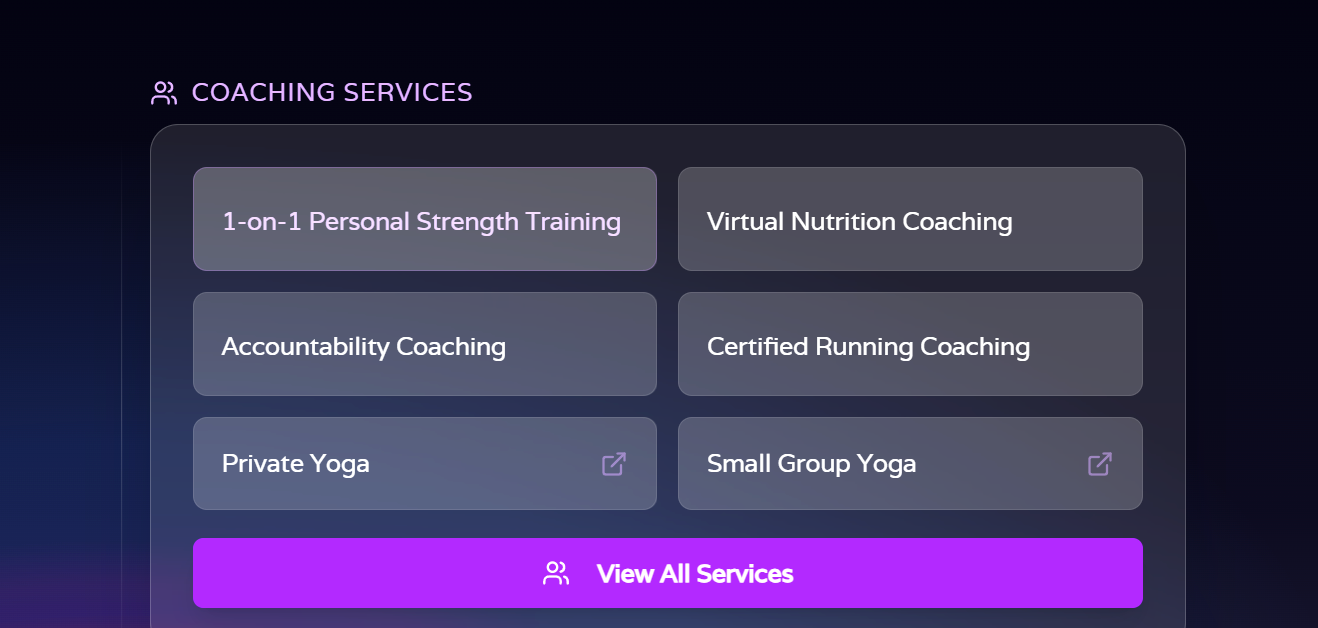 COACHING SERVICES
1-on-1 Personal Strength Training
Virtual Nutrition Coaching
Accountability Coaching
Certified Running Coaching
Private Yoga
Small Group Yoga
View All Services